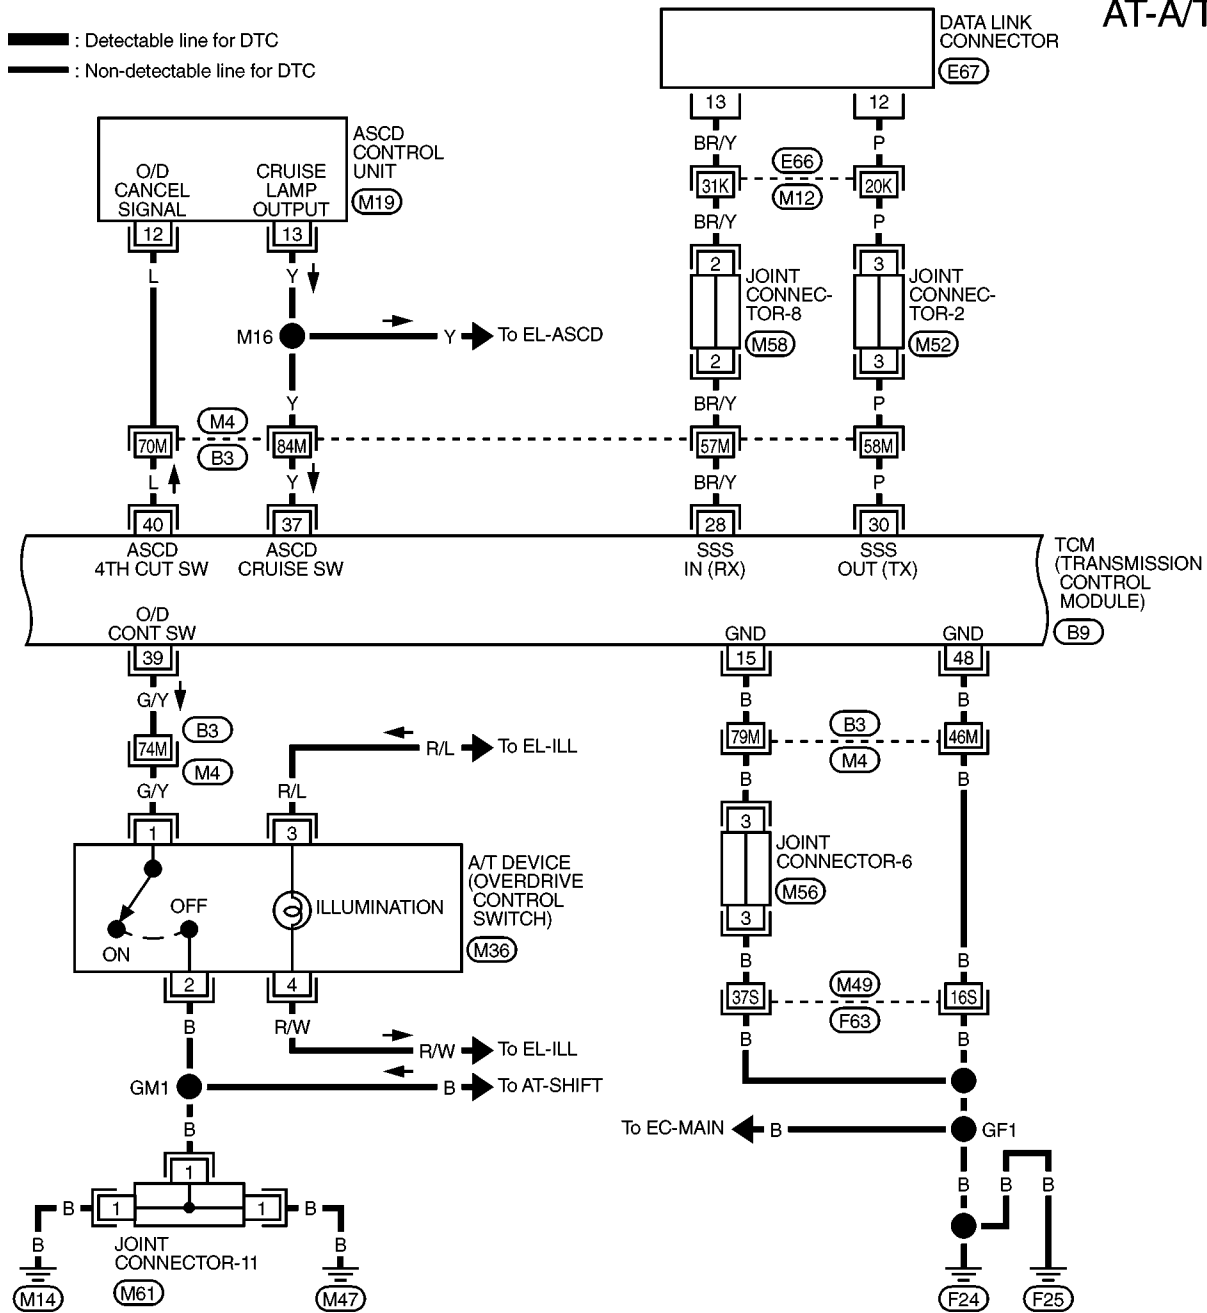 AT-A/T
: Detectable line for DTC
: Non-detectable line for DTC
DATA LINK
CONNECTOR
E67
13
12
BR/Y
P
E66
31K
20K
M12
BR/Y
P
ASCD
CONTROL
UNIT
M19
O/D
CANCEL
SIGNAL
CRUISE
LAMP
OUTPUT
12
13
L
Y
M16
Y
To EL-ASCD
2
3
JOINT
CONNEC-
TOR-8
M58
JOINT
CONNEC-
TOR-2
M52
2
3
Y
BR/Y
P
M4
70M
84M
57M
58M
B3
L
Y
BR/Y
P
40
37
28
30
ASCD
4TH CUT SW
ASCD
CRUISE SW
SSS
IN (RX)
SSS
OUT (TX)
TCM
(TRANSMISSION
CONTROL
MODULE)
B9
O/D
CONT SW
GND
GND
39
15
48
G/Y
B
B
B3
74M
M4
B3
79M
46M
M4
R/L
To EL-ILL
G/Y
R/L
B
B
1
3
3
A/T DEVICE
(OVERDRIVE
CONTROL
SWITCH)
M36
OFF
ON
ILLUMINATION
JOINT
CONNECTOR-6
M56
3
2
4
B
B
M49
37S
16S
F63
B
R/W
B
B
R/W
To EL-ILL
GM1
B
To AT-SHIFT
To EC-MAIN
B
GF1
B
B
B
B
1
B
1
1
B
B
B
JOINT
CONNECTOR-11
M61
M14
M47
F24
F25